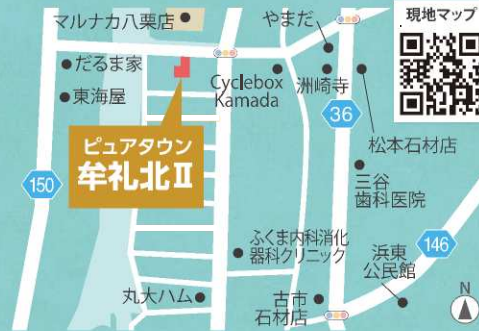 マルナカ八栗店
やまだ
現地マップ
だるま家
東海屋
Cyclebox
Kamada
洲崎寺
36
松本石材店
ピュアタウン
牟礼北Ⅱ
150
三谷
歯科医院
ふくま内科消化
器科クリニック
浜東
公民館
146
丸大ハム
古市
石材店
N